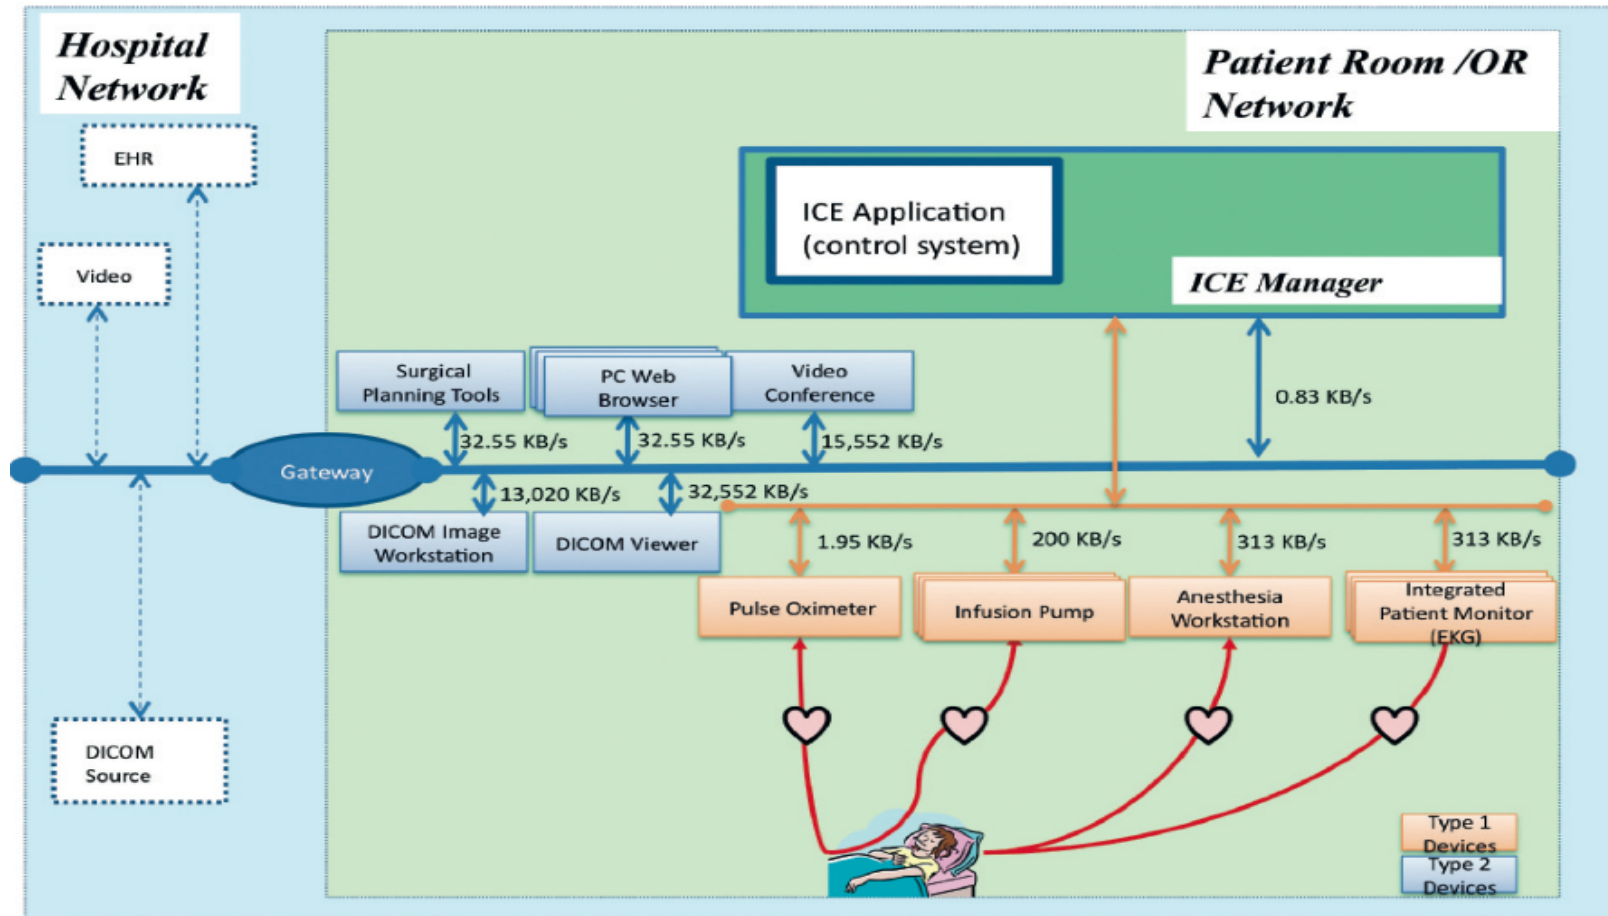 Hospital
Network
Patient Room /OR
Network
EHR
ICE Application
(control system)
Video
ICE Manager
Surgical
Planning Tools
PC Web
Browser
Video
Conference
0.83 KB/s
32.55 KB/s
32.55 KB/s
15,552 KB/s
Gateway
13,020 KB/s
32,552 KB/s
DICOM Image
Workstation
DICOM Viewer
1.95 KB/s
200 KB/s
313 KB/s
313 KB/s
Pulse Oximeter
Infusion Pump
Anesthesia
Workstation
Integrated
Patient Monitor
(EKG)
DICOM
Source
Type 1
Devices
Type 2
Devices